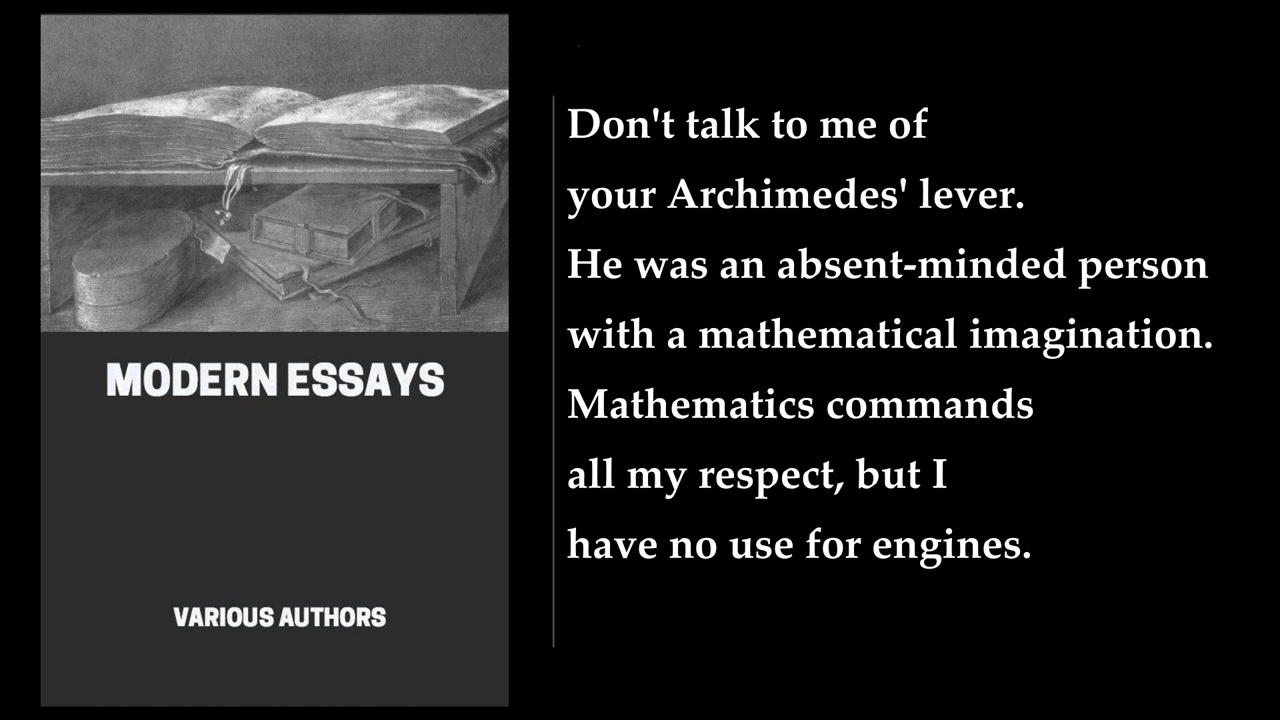 MODERN ESSAYS
VARIOUS AUTHORS
Don't talk to me of
your Archimedes' lever.
He was an absent-minded person
with a mathematical imagination.
Mathematics commands
all my respect, but I
have no use for engines.